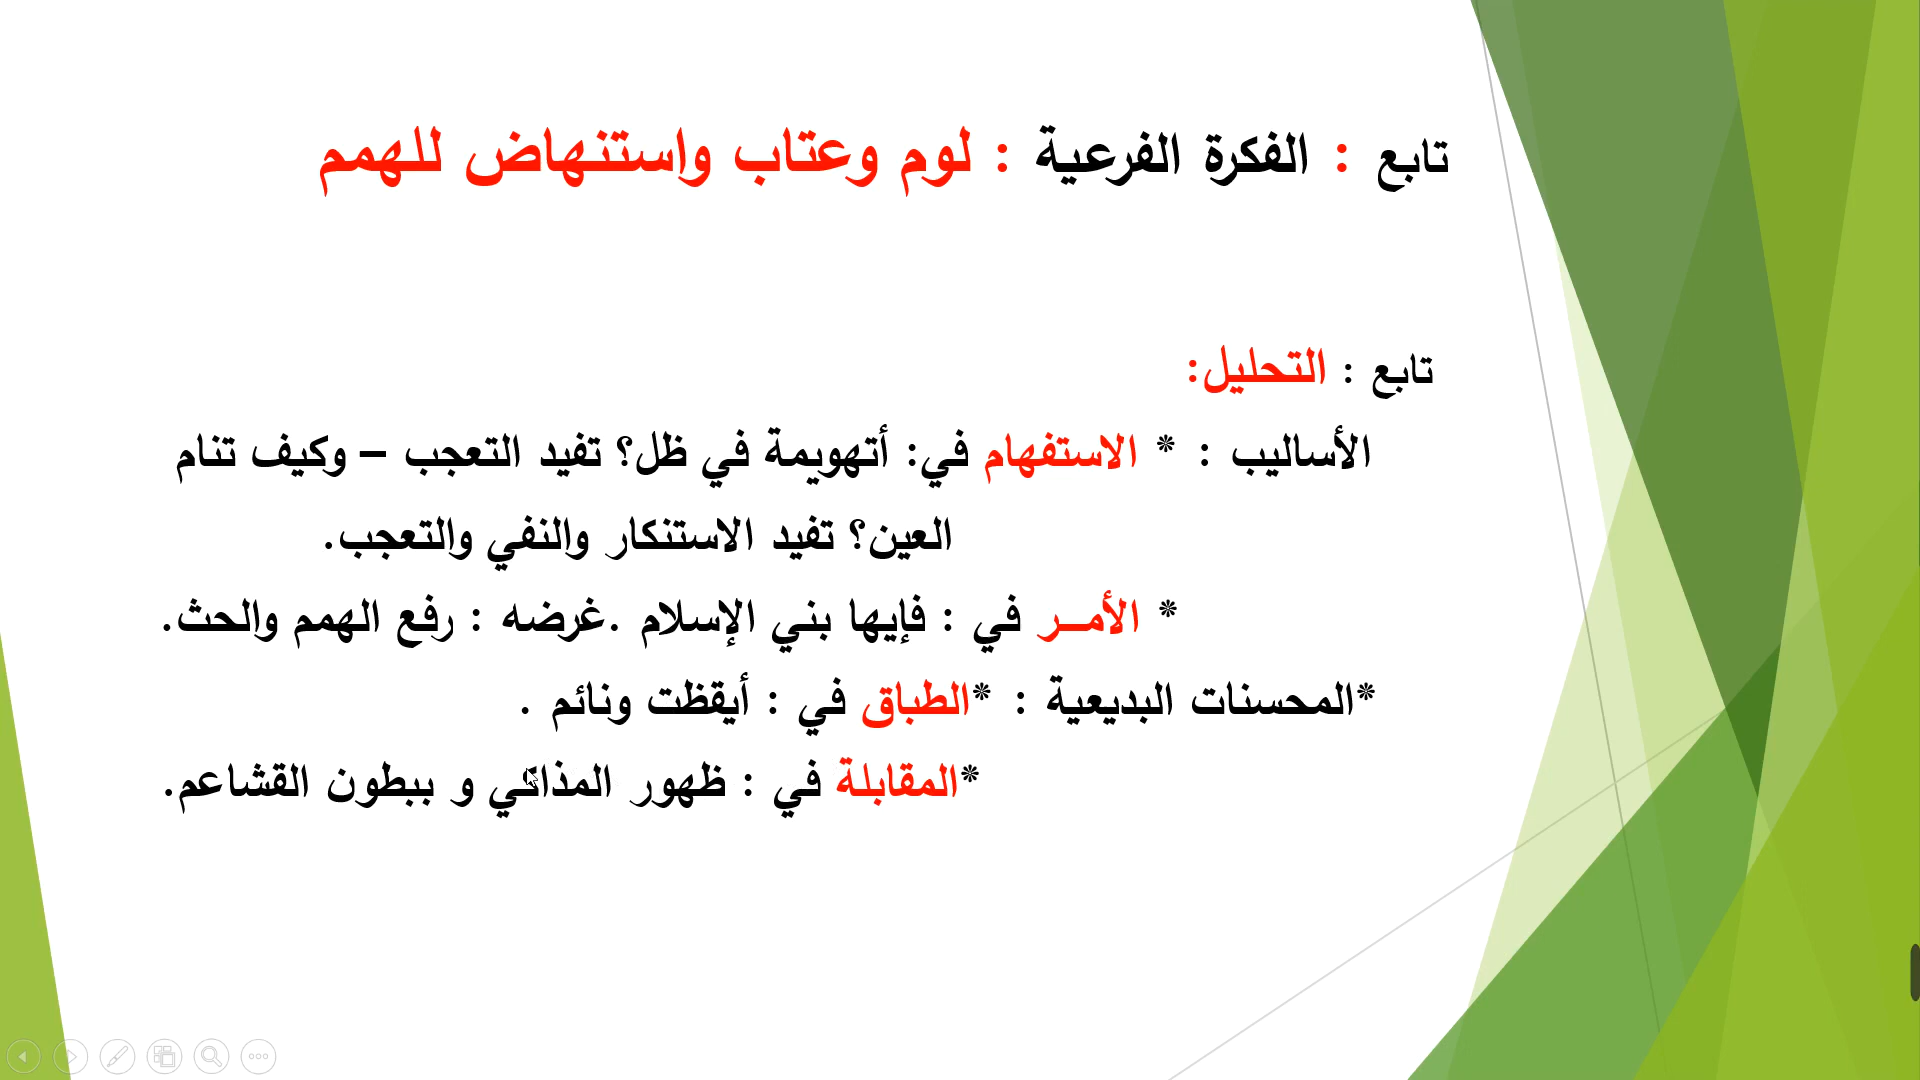 تابع : الفكرة الفرعية : لوم وعتاب واستنهاض للهمم
تابع : التحليل:
الأساليب : * الاستفهام في: أتهويمة في ظل؟ تفيد التعجب – وكيف تنام
العين؟ تفيد الاستنكار والنفي والتعجب.
* الأمـر في : فإيها بني الإسلام .غرضه : رفع الهمم والحث.
*المحسنات البديعية : *الطباق في : أيقظت ونائم .
*المقابلة في : ظهور المذاكي و ببطون القشاعم.